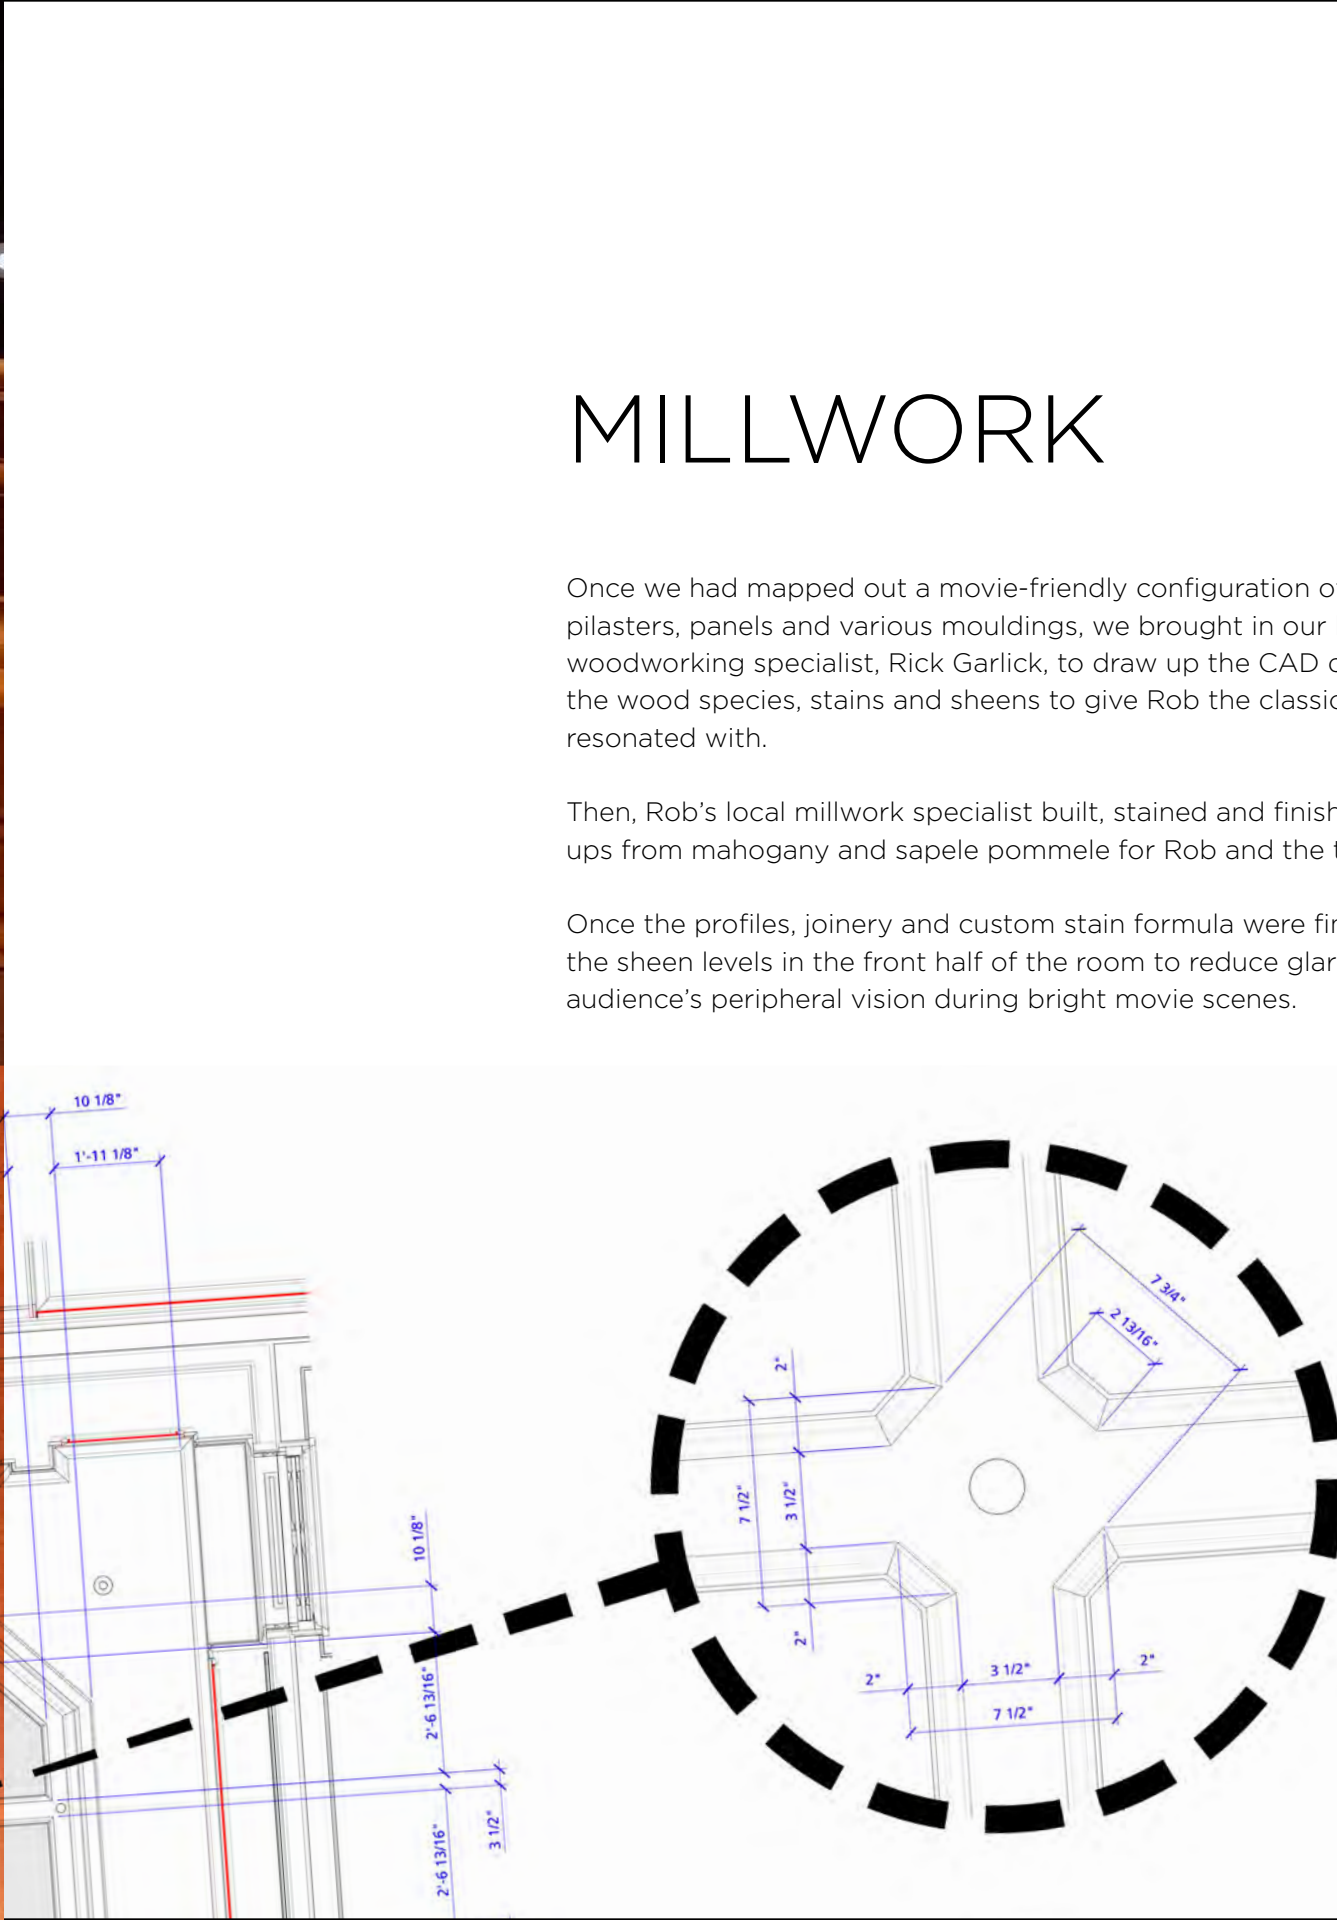 MILLWORK
Once we had mapped out a movie-friendly configuration
pilasters, panels and various mouldings, we brought in our
woodworking specialist, Rick Garlick, to draw up the CAD
the wood species, stains and sheens to give Rob the classic
resonated with.
Then, Rob’s local millwork specialist built, stained and
ups from mahogany and sapele pommele for Rob and the
Once the profiles, joinery and custom stain formula were
the sheen levels in the front half of the room to reduce
audience’s peripheral vision during bright movie scenes.
10 1/8"
1'-11 1/8"
10 1/8"
2'-6 13/16"
2'-6 13/16"
3 1/2"
7 3/4"
2 13/16"
2"
7 1/2"
3 1/2"
2"
2"
3 1/2"
2"
7 1/2"